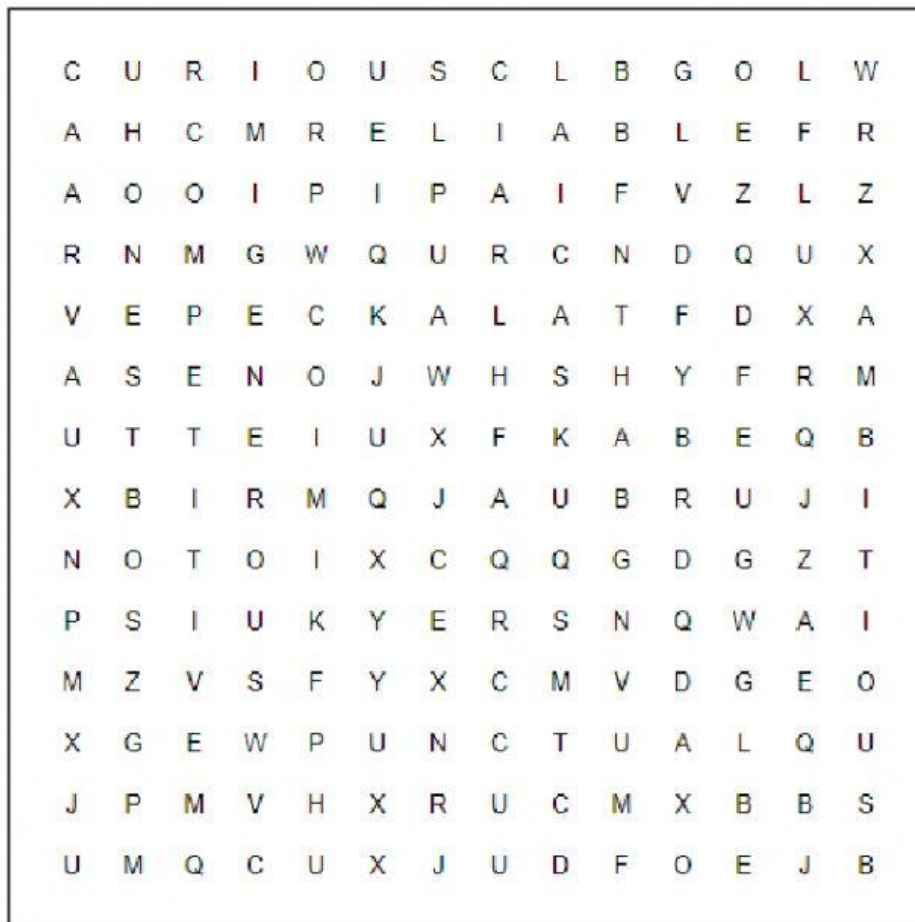 C U R I O U S C L B G O L W
A H C M R E L I A B L E F R
A O O I P I P A I F V Z L Z
R N M G W Q U R C N D Q U X
V E P E C K A L A T F D X A
A S E N O J W H S H Y F R M
U T T E I U X F K A B E Q B
X B I R M Q J A U B R U J I
N O T O I X C Q Q G D G Z T
P S I U K Y E R S N Q W A I
M Z V S F Y X C M V D G E O
X G E W P U N C T U A L Q U
J P M V H X R U C M X B B S
U M Q C U X J U D F O E J B